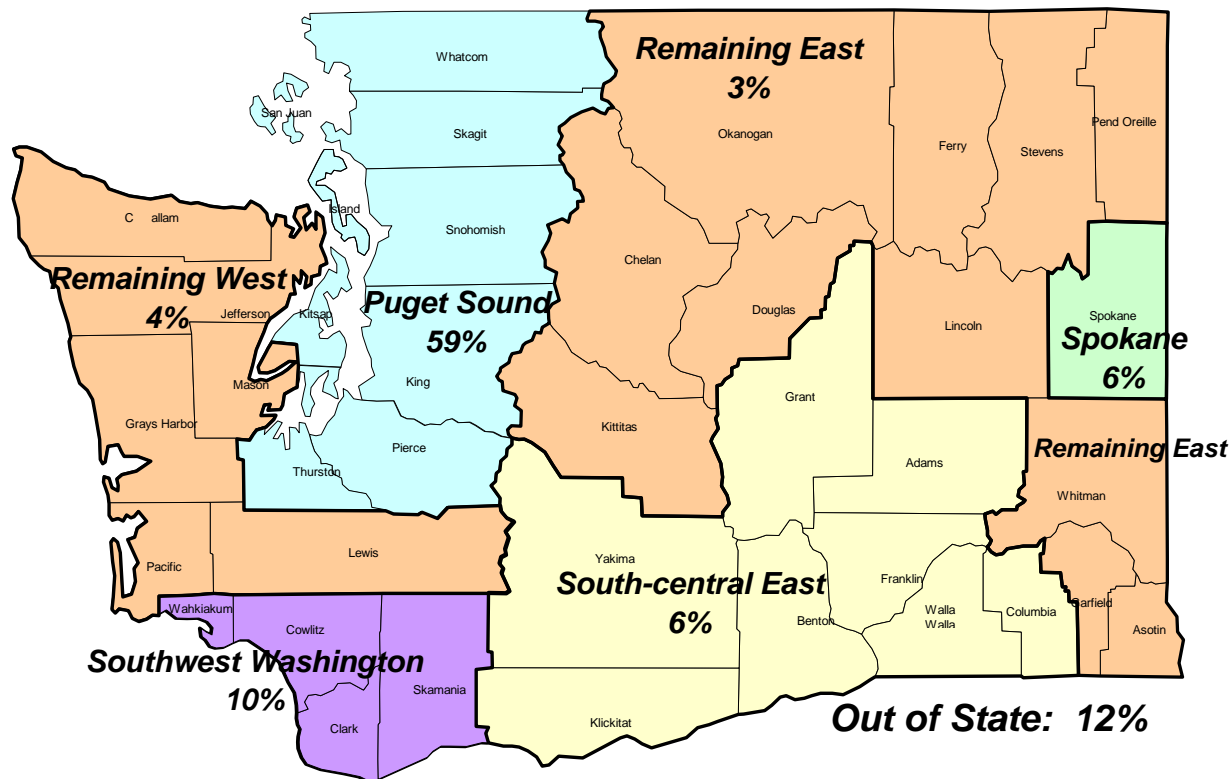 Whatcom
Remaining East
3%
San Juan
Skagit
Okanogan
Pend Oreille
Ferry
Stevens
Island
C allam
Snohomish
Chelan
Remaining West
4%
Jefferson
Kitsap
Puget Sound
59%
Douglas
Lincoln
Spokane
Spokane
6%
Mason
King
Grant
Grays Harbor
Kittitas
Pierce
Thurston
Adams
Remaining East
Whitman
Lewis
Yakima
Pacific
South-central East
6%
Franklin
Benton
Walla
Walla
Columbia
Garfield
Asotin
Wahkiakum
Cowlitz
Southwest Washington
10%
Skamania
Clark
Klickitat
Out of State: 12%